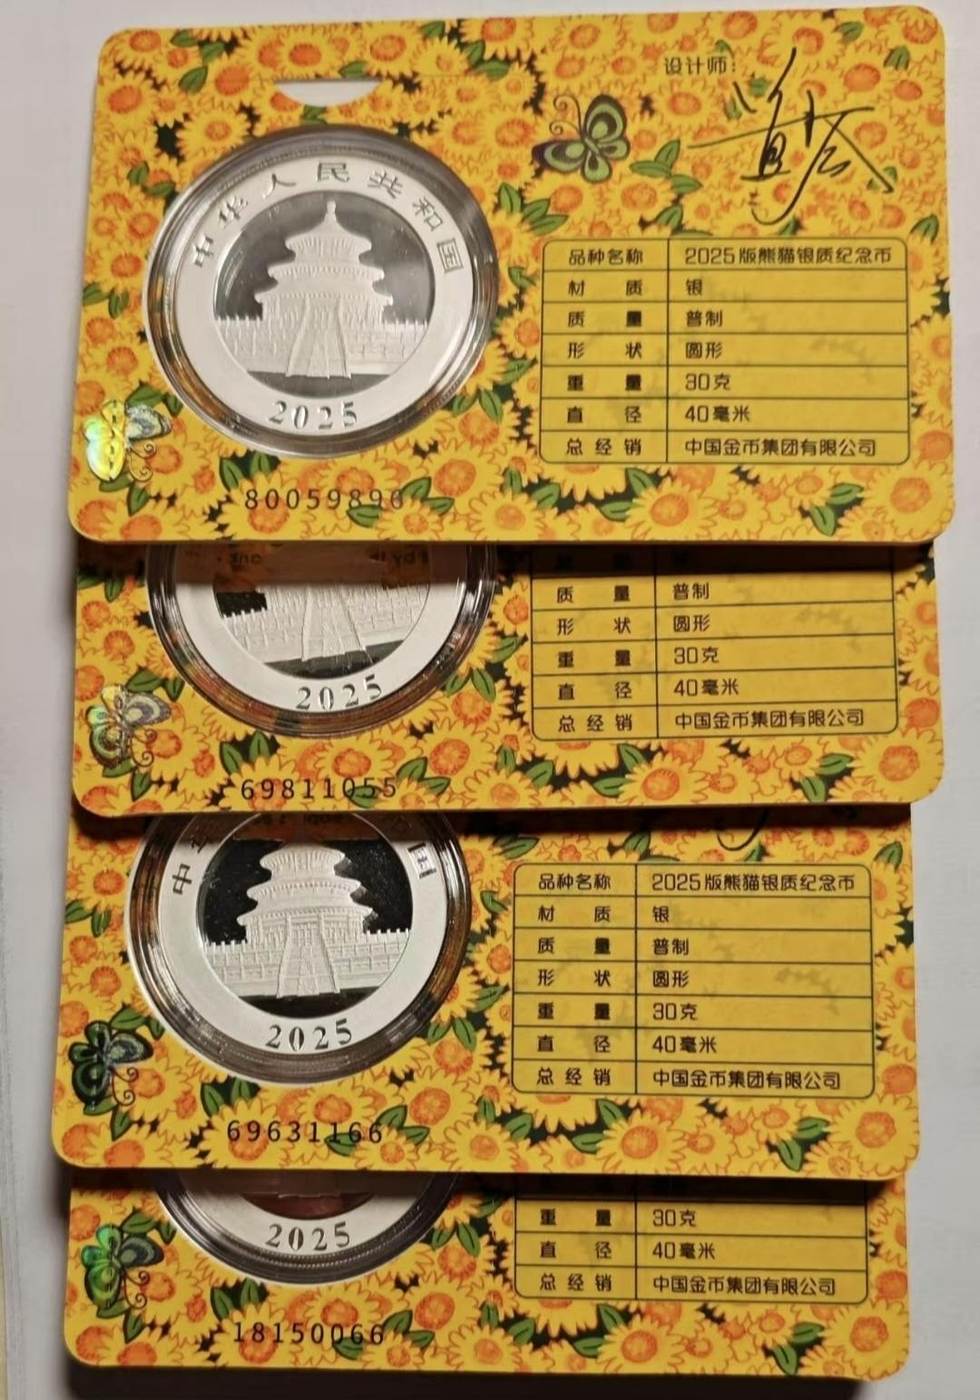 设计师:
中华人民共和国
2025
品种名称 2025版熊猫银质纪念币
材质 银
质量 普制
形状 圆形
重量 30克
直径 40毫米
总经销 中国金币集团有限公司
80059896
2025
质量 普制
形状 圆形
重量 30克
直径 40毫米
总经销 中国金币集团有限公司
69811055
中华 国
2025
品种名称 2025版熊猫银质纪念币
材质 银
质量 普制
形状 圆形
重量 30克
直径 40毫米
总经销 中国金币集团有限公司
69631166
2025
重量 30克
直径 40毫米
总经销 中国金币集团有限公司
18150066